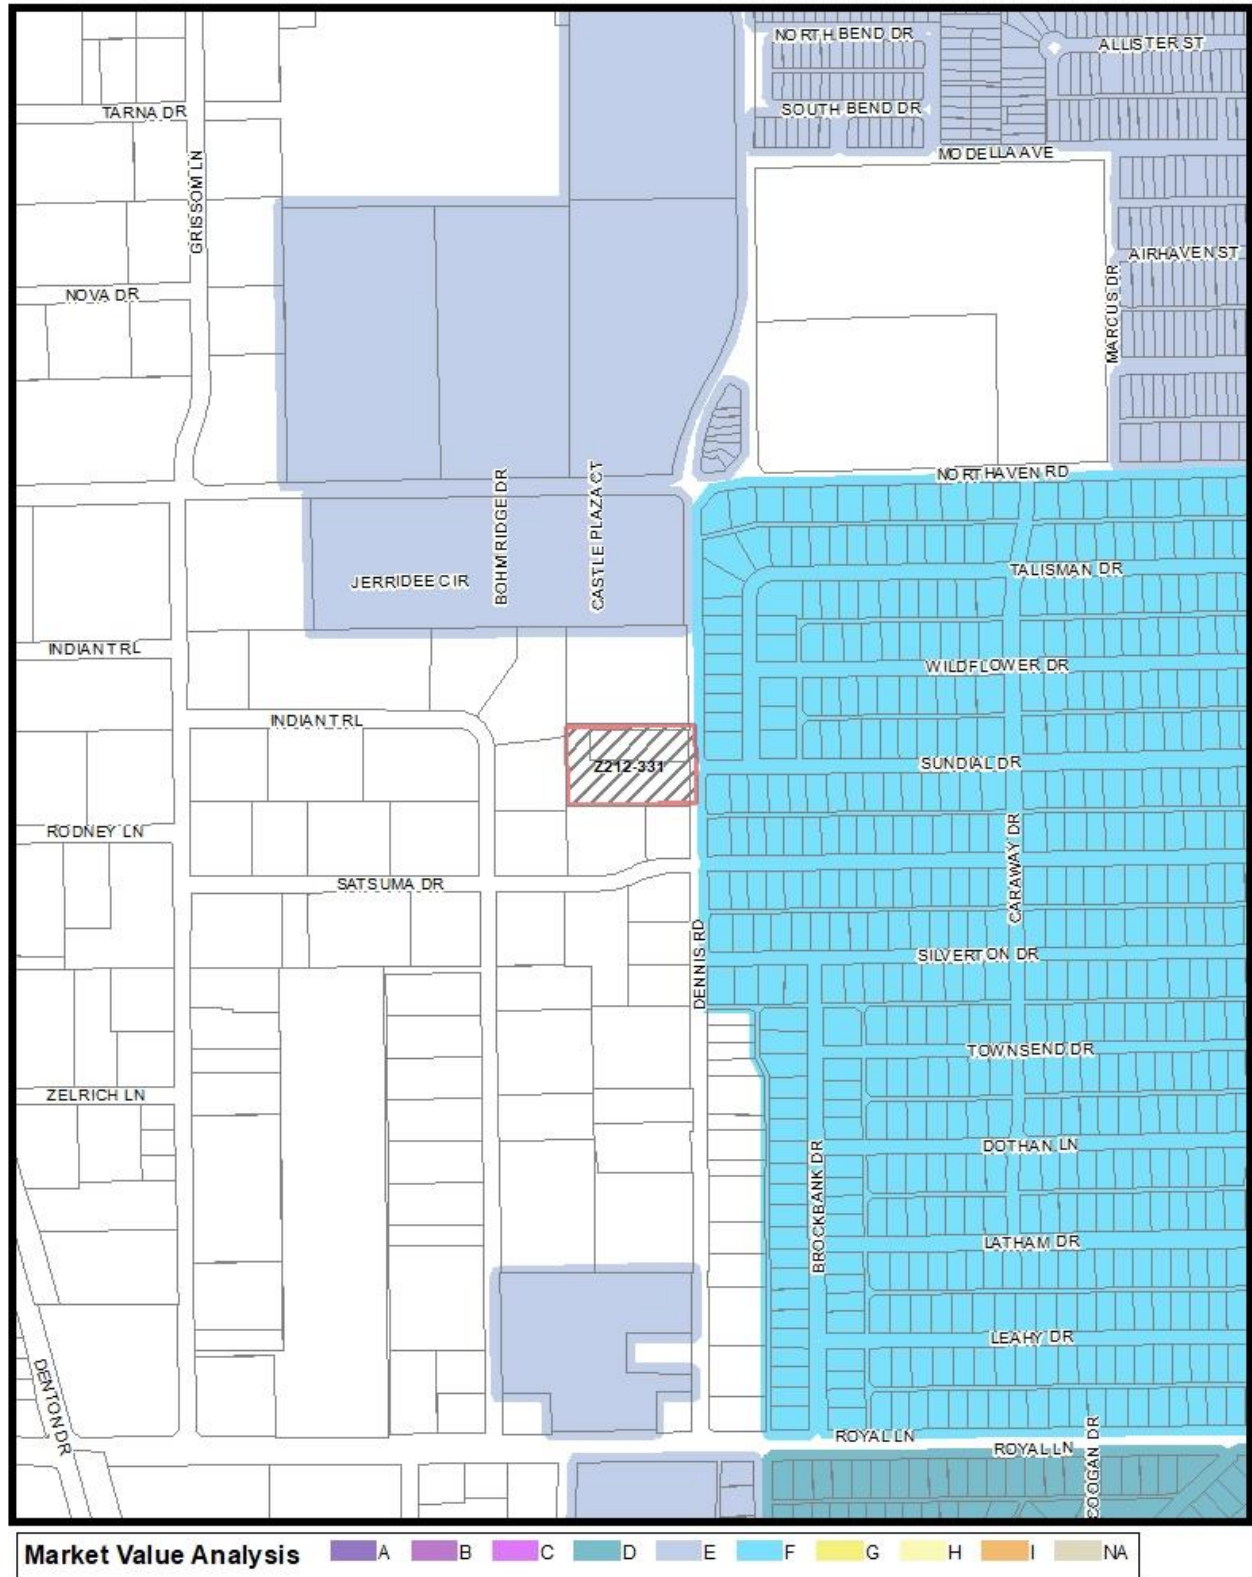 NORTH BEND DR
ALLISTER ST
TARNA DR
SOUTH BEND DR
MODELLA AVE
GRISSOM LN
AIRHAVEN ST
NOVA DR
MARCUS DR
NORTHAVEN RD
BOHM RIDGE DR
CASTLE PLAZA CT
JERRIDEE CIR
TALISMAN DR
INDIAN TRL
WILDFLOWER DR
INDIAN TRL
Z212-331
SUNDIAL DR
RODNEY LN
CARAWAY DR
SATSUMA DR
DENNIS RD
SILVERTON DR
TOWNSEND DR
ZELRICH LN
DOTHAN LN
BROCKBANK DR
LATHAM DR
LEAHY DR
DENTON DR
ROYAL LN
ROYAL LN
COOGAN DR
Market Value Analysis A B C D E F G H I NA